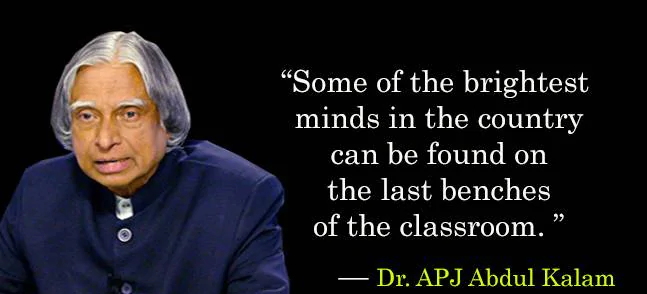 “Some of the brightest
minds in the country
can be found on
the last benches
of the classroom. ”
— Dr. APJ Abdul Kalam